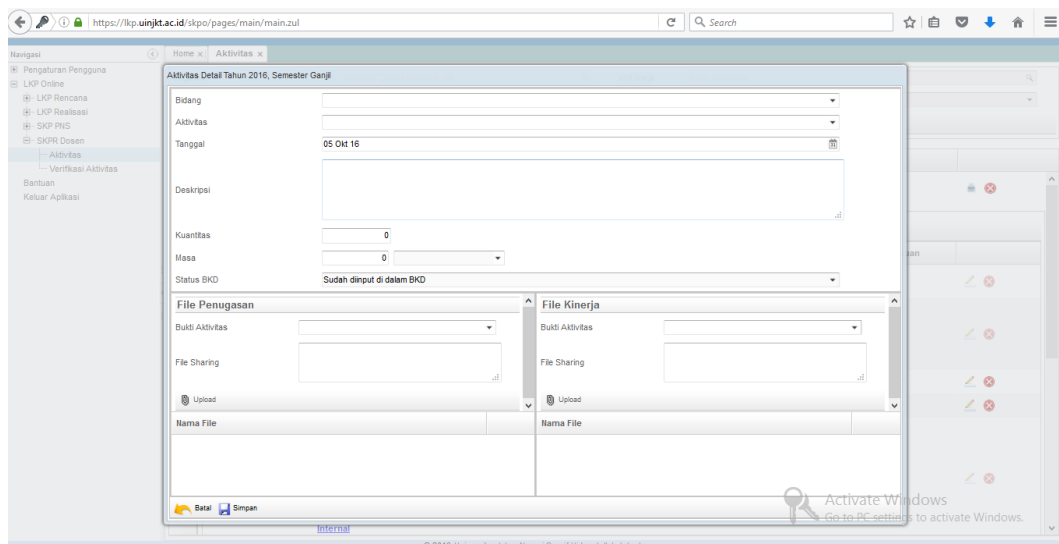 https://lkp.uinjkt.ac.id/skpo/pages/main/main.zul
Search
Navigasi
Home x
Aktivitas x
Pengaturan Pengguna
LKP Online
LKP Rencana
LKP Realisasi
SKP PNS
SKPR Dosen
Aktivitas
Verifikasi Aktivitas
Bantuan
Keluar Aplikasi
Aktivitas Detail Tahun 2016, Semester Ganjil
Bidang
Aktivitas
Tanggal 05 Okt 16
Deskripsi
Kuantitas 0
Masa 0
Status BKD Sudah diinput di dalam BKD
File Penugasan
Bukti Aktivitas
File Sharing
Upload
Nama File
File Kinerja
Bukti Aktivitas
File Sharing
Upload
Nama File
Batal Simpan
Internal
Activate Windows
Go to PC settings to activate Windows.